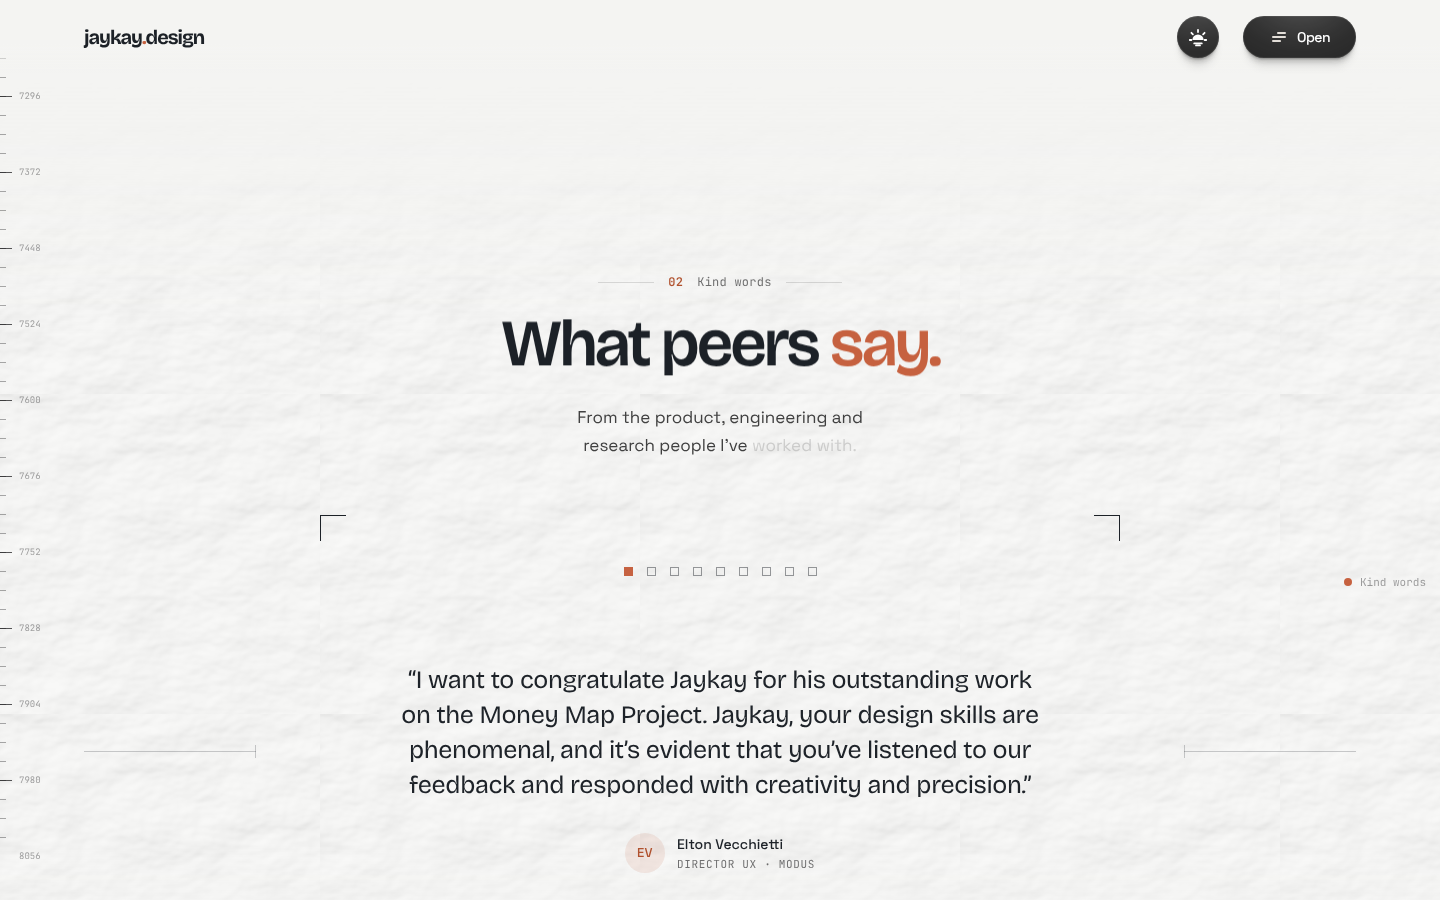 jaykay.design
Open
7296
7372
7448
7524
7600
7676
7752
7828
7904
7980
8056
02 Kind words
What peers say.
From the product, engineering and
research people I’ve worked with.
Kind words
“I want to congratulate Jaykay for his outstanding work
on the Money Map Project. Jaykay, your design skills are
phenomenal, and it’s evident that you’ve listened to our
feedback and responded with creativity and precision.”
EV
Elton Vecchietti
DIRECTOR UX · MODUS